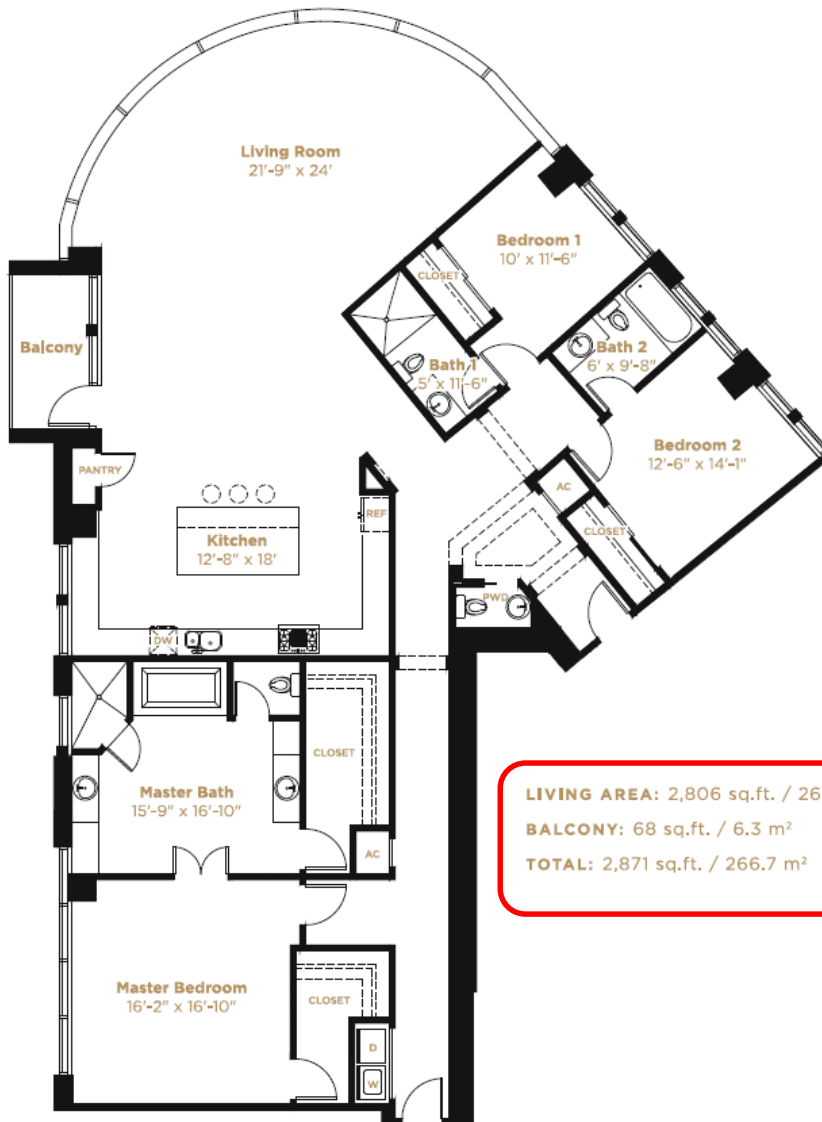 Living Room
21'-9" x 24'
Bedroom 1
10' x 11'-6"
CLOSET
Balcony
Bath 1
5' x 11'-6"
Bath 2
6' x 9'-8"
Bedroom 2
12'-6" x 14'-1"
PANTRY
AC
CLOSET
REF
Kitchen
12'-8" x 18'
PWD
DW
CLOSET
Master Bath
15'-9" x 16'-10"
AC
LIVING AREA: 2,806 sq.ft. / 26
BALCONY: 68 sq.ft. / 6.3 m²
TOTAL: 2,871 sq.ft. / 266.7 m²
Master Bedroom
16'-2" x 16'-10"
CLOSET
D
W